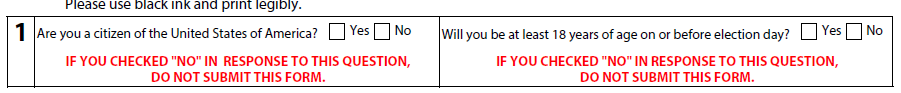 Please use black ink and print legibly.
1 Are you a citizen of the United States of America? Yes No
IF YOU CHECKED "NO" IN RESPONSE TO THIS QUESTION,
DO NOT SUBMIT THIS FORM.
Will you be at least 18 years of age on or before election day? Yes No
IF YOU CHECKED "NO" IN RESPONSE TO THIS QUESTION,
DO NOT SUBMIT THIS FORM.